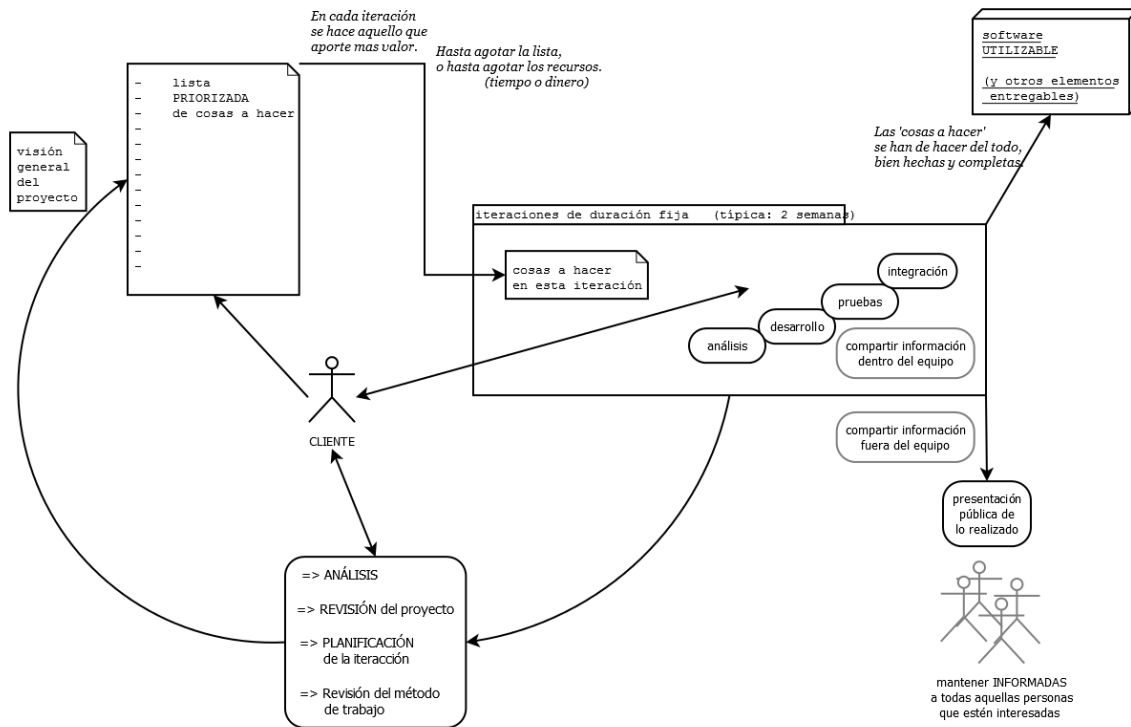 En cada iteración
se hace aquello que
aporte mas valor.
Hasta agotar la lista,
o hasta agotar los recursos.
(tiempo o dinero)
software
UTILIZABLE
(y otros elementos
entregables)
lista
PRIORIZADA
de cosas a hacer
visión
general
del
proyecto
Las 'cosas a hacer'
se han de hacer del todo,
bien hechas y completas.
iteraciones de duración fija (típica: 2 semanas)
cosas a hacer
en esta iteración
integración
pruebas
desarrollo
análisis
compartir información
dentro del equipo
CLIENTE
compartir información
fuera del equipo
presentación
pública de
lo realizado
=> ANÁLISIS
=> REVISIÓN del proyecto
=> PLANIFICACIÓN
de la iteracción
=> Revisión del método
de trabajo
mantener INFORMADAS
a todas aquellas personas
que estén interesadas